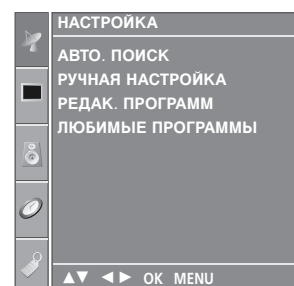 НАСТРОЙКА
АВТО. ПОИСК
РУЧНАЯ НАСТРОЙКА
РЕДАК. ПРОГРАММ
ЛЮБИМЫЕ ПРОГРАММЫ
▲▼ ◄► OK MENU